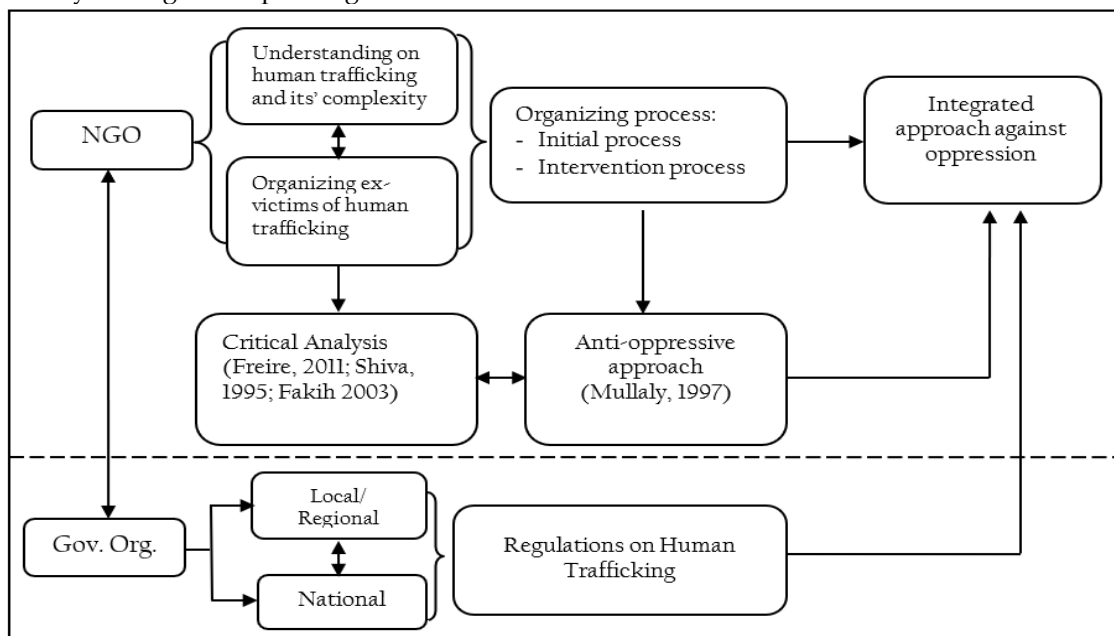 Understanding on
human trafficking
and its' complexity
NGO
Organizing ex-
victims of human
trafficking
Organizing process:
- Initial process
- Intervention process
Integrated
approach against
oppression
Critical Analysis
(Freire, 2011; Shiva,
1995; Fakih 2003)
Anti-oppressive
approach
(Mullaly, 1997)
Gov. Org.
Local/
Regional
National
Regulations on Human
Trafficking